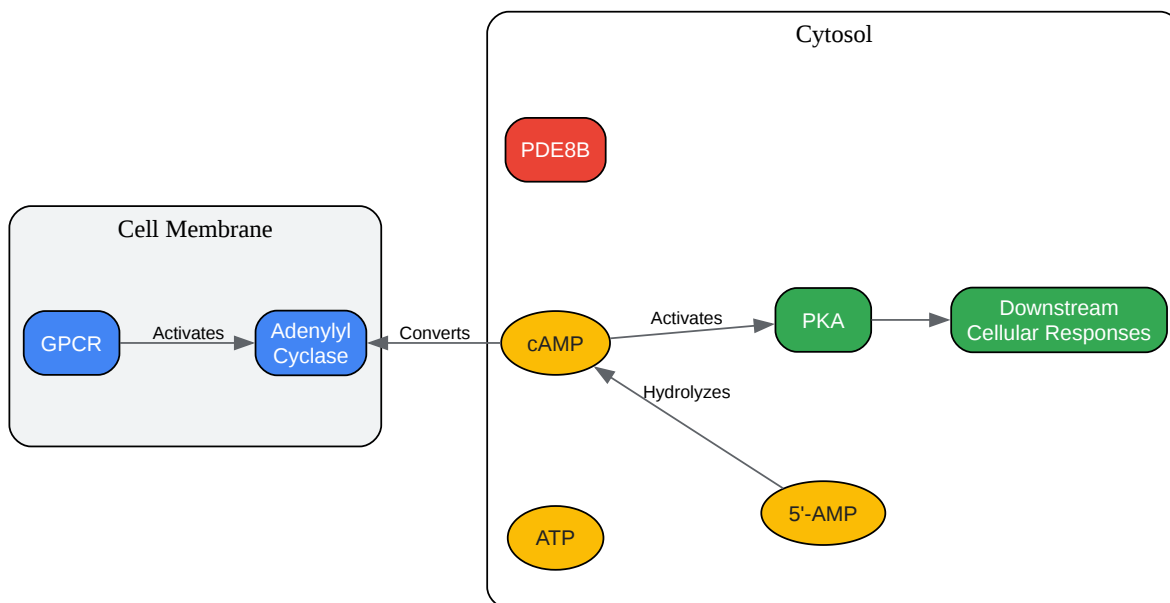 Cytosol
PDE8B
Cell Membrane
GPCR
Activates
Adenylyl
Cyclase
Converts
cAMP
Activates
PKA
Downstream
Cellular Responses
Hydrolyzes
ATP
5'-AMP